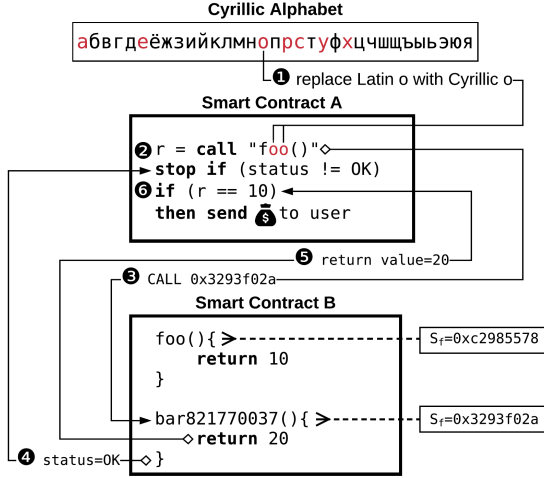 Cyrillic Alphabet
абвгдеёжзийклмнопрстуфхцчшщъыьэюя
❶ replace Latin o with Cyrillic о
Smart Contract A
❷ r = call "fоо()"
stop if (status != OK)
❻ if (r == 10)
then send $ to user
❺ return value=20
❸ CALL 0x3293f02a
Smart Contract B
foo(){
Sf=0xc2985578
return 10
}
bar821770037(){
Sf=0x3293f02a
return 20
❹ status=OK
}